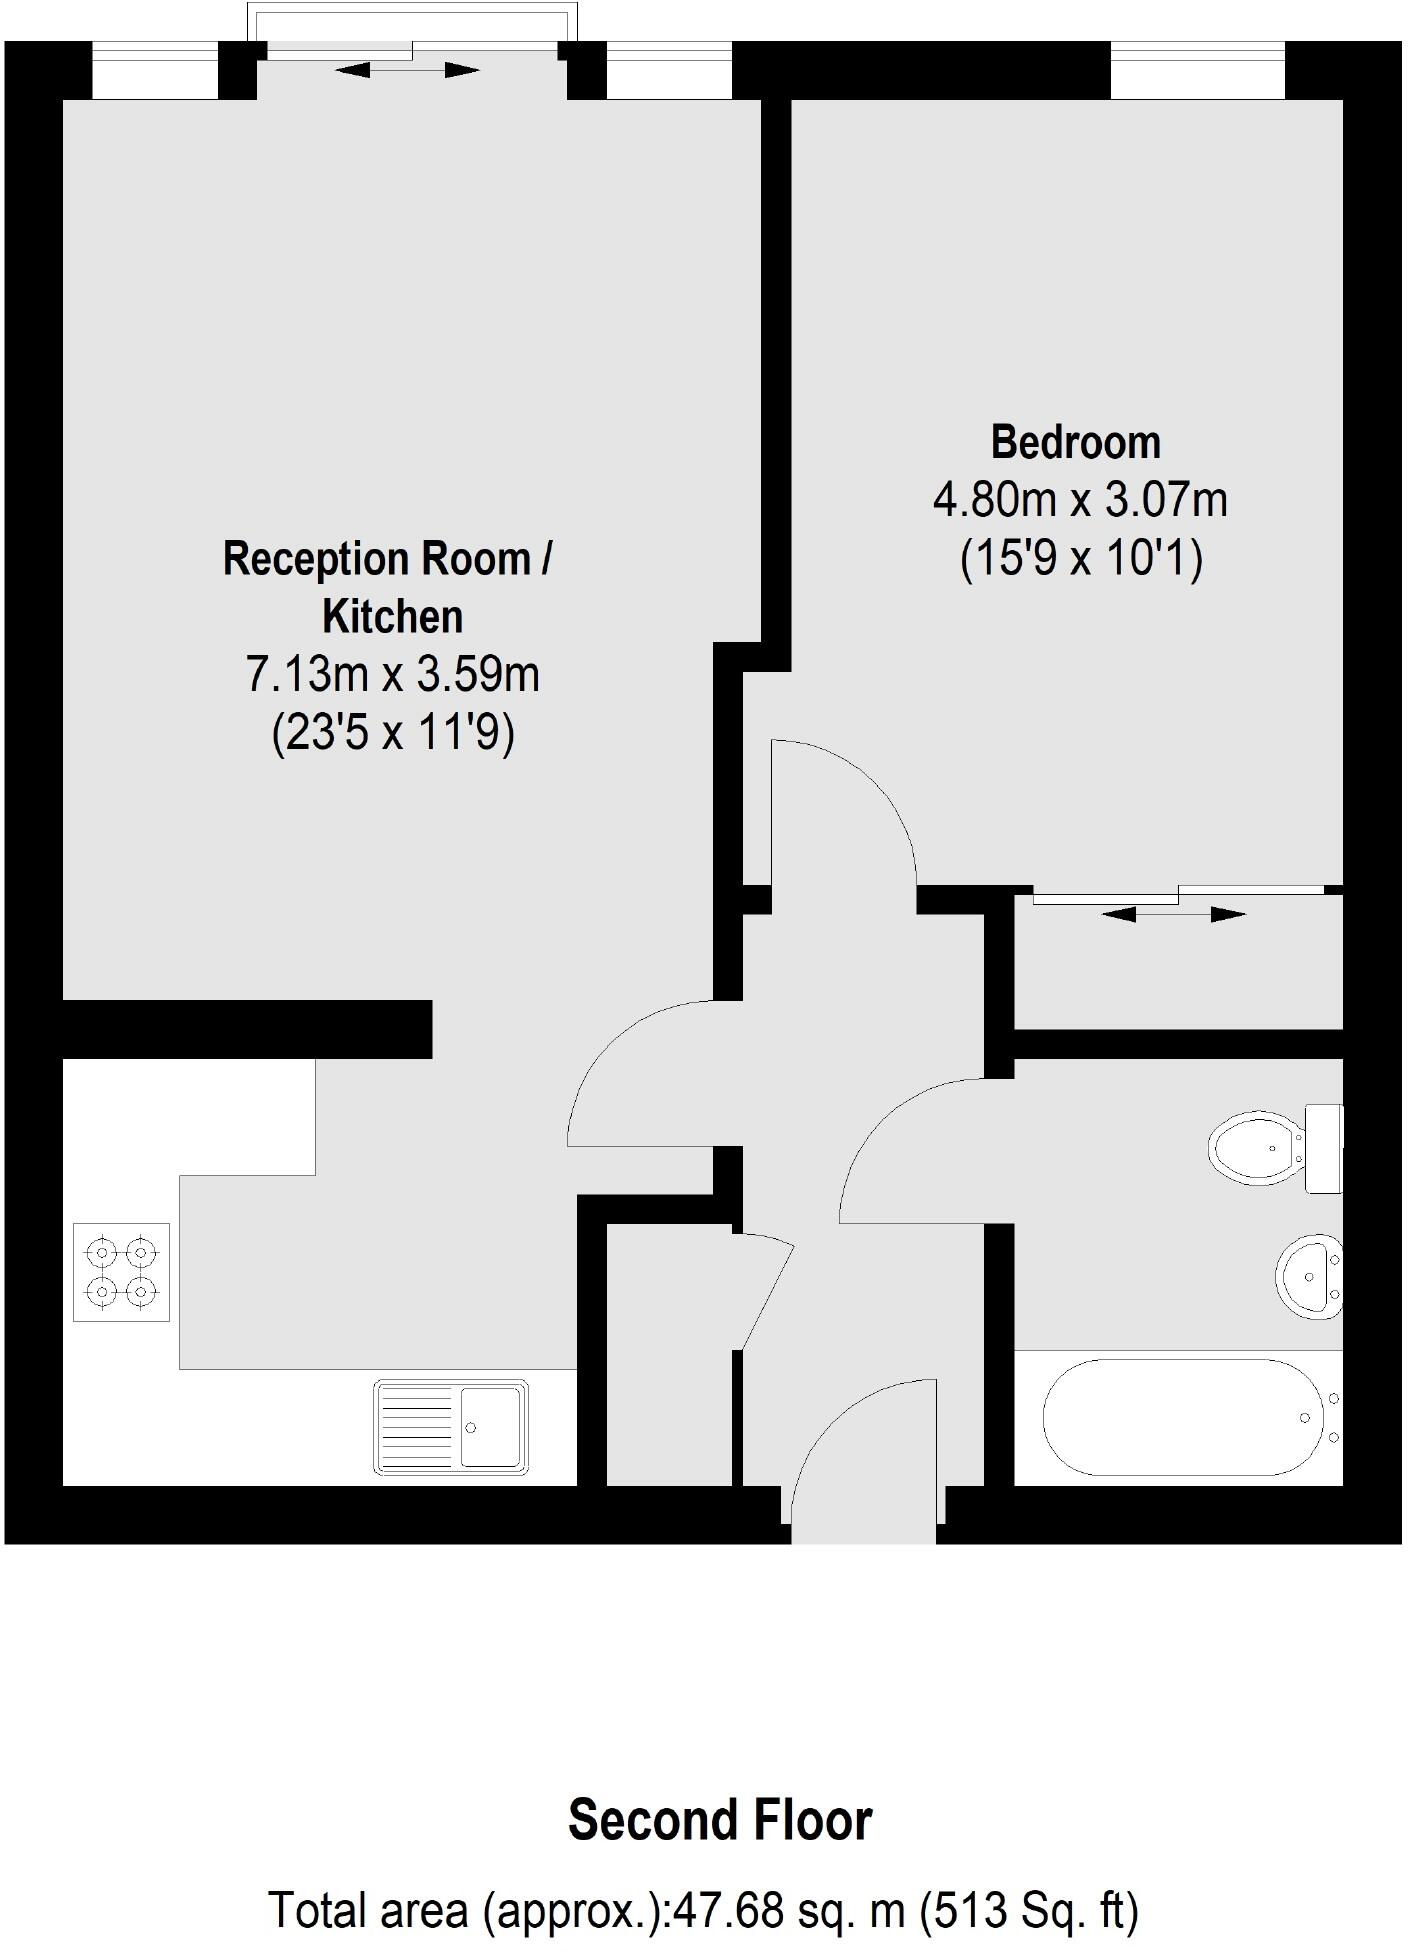 Bedroom
4.80m x 3.07m
(15'9 x 10'1)
Reception Room /
Kitchen
7.13m x 3.59m
(23'5 x 11'9)
Second Floor
Total area (approx.):47.68 sq. m (513 Sq. ft)